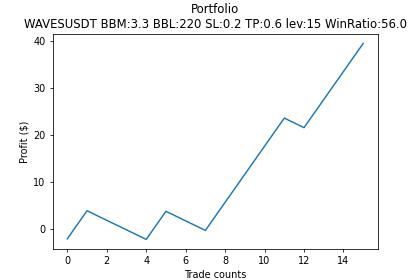 Portfolio
WAVESUSDT BBM:3.3 BBL:220 SL:0.2 TP:0.6 lev:15 WinRatio:56.0
40
30
20
10
0
Profit ($)
0 2 4 6 8 10 12 14
Trade counts